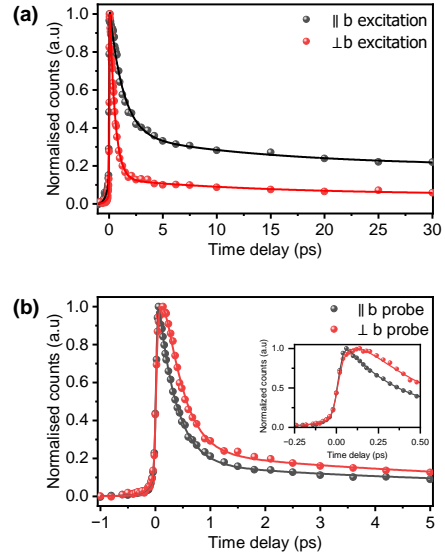 (a)
|| b excitation
⊥b excitation
Normalised counts (a.u)
1.0
0.8
0.6
0.4
0.2
0.0
0 5 10 15 20 25 30
Time delay (ps)
(b)
|| b probe
⊥ b probe
Normalised counts (a.u)
1.0
0.8
0.6
0.4
0.2
0.0
Normalized counts (a.u)
1.0
0.5
0.0
-0.25 0.00 0.25 0.50
Time delay (ps)
-1 0 1 2 3 4 5
Time delay (ps)